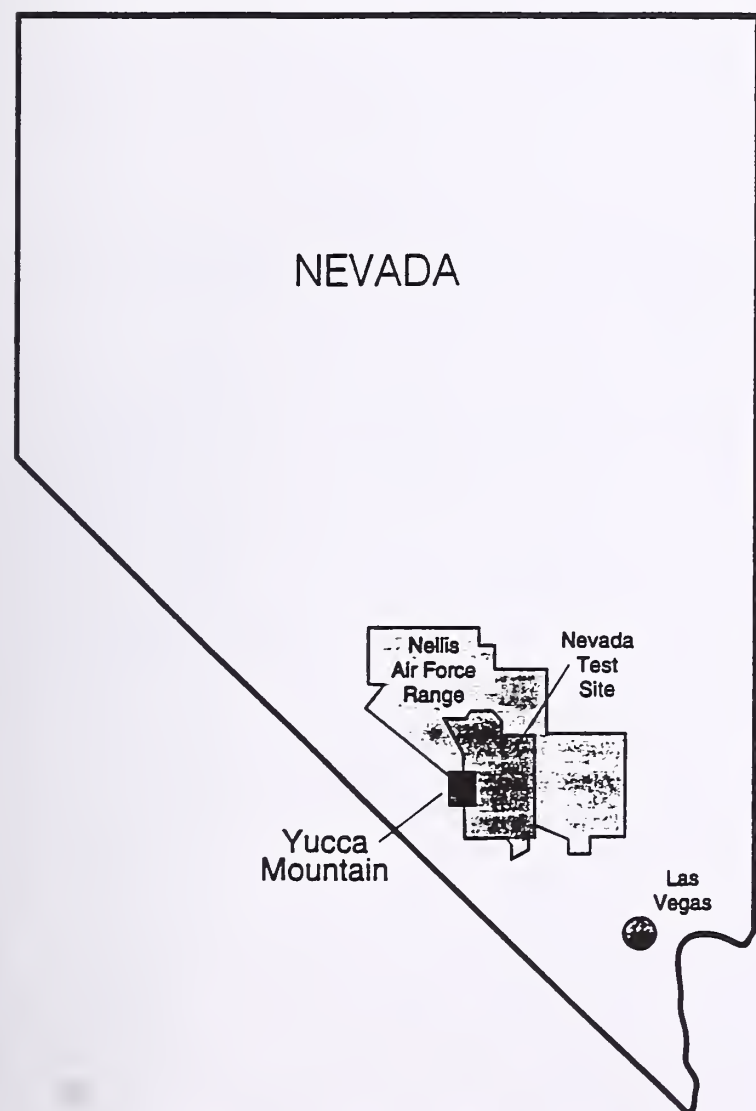 NEVADA
Nellis
Air Force
Range
Nevada
Test
Site
Yucca
Mountain
Las
Vegas